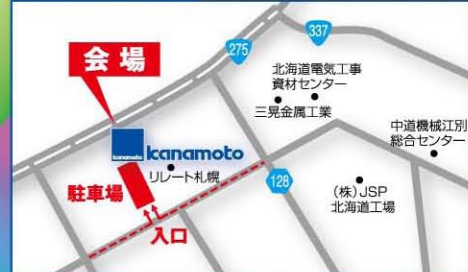 337
275
会場
北海道電気工事
資材センター
三晃金属工業
中道機械江別
総合センター
kanamoto
kanamoto
リレート札幌
128
駐車場
(株)JSP
北海道工場
入口